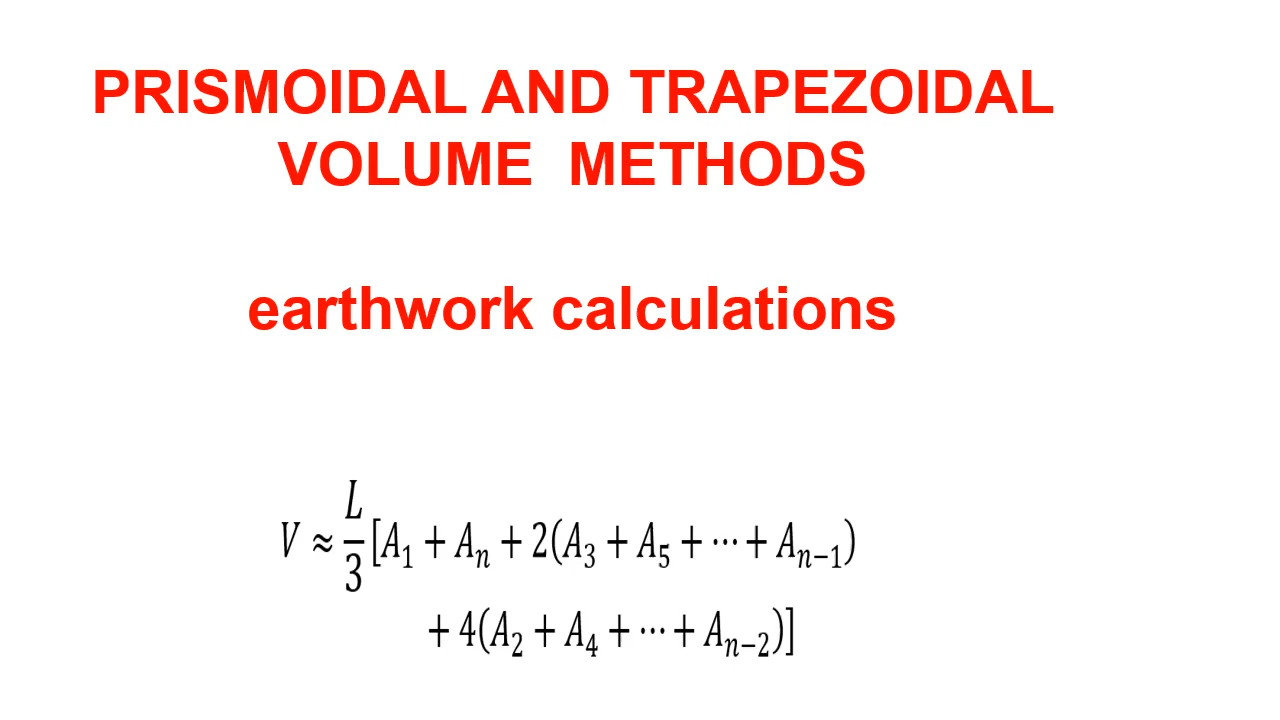 PRISMOIDAL AND TRAPEZOIDAL
VOLUME METHODS
earthwork calculations
V ≈ L/3 [A₁ + Aₙ + 2(A₃ + A₅ + ⋯ + Aₙ₋₁)
+ 4(A₂ + A₄ + ⋯ + Aₙ₋₂)]